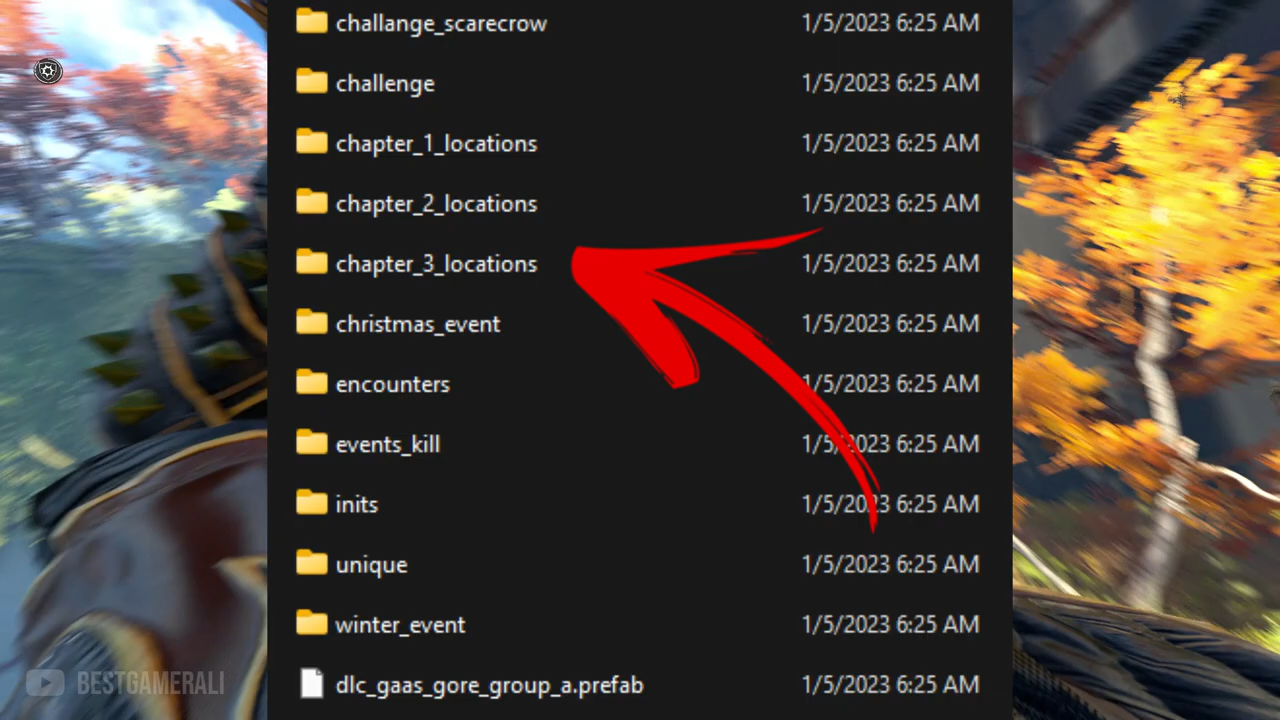 challange_scarecrow 1/5/2023 6:25 AM
challenge 1/5/2023 6:25 AM
chapter_1_locations 1/5/2023 6:25 AM
chapter_2_locations 1/5/2023 6:25 AM
chapter_3_locations 1/5/2023 6:25 AM
christmas_event 1/5/2023 6:25 AM
encounters 1/5/2023 6:25 AM
events_kill 1/5/2023 6:25 AM
inits 1/5/2023 6:25 AM
unique 1/5/2023 6:25 AM
winter_event 1/5/2023 6:25 AM
dlc_gaas_gore_group_a.prefab 1/5/2023 6:25 AM
BESTGAMERALI